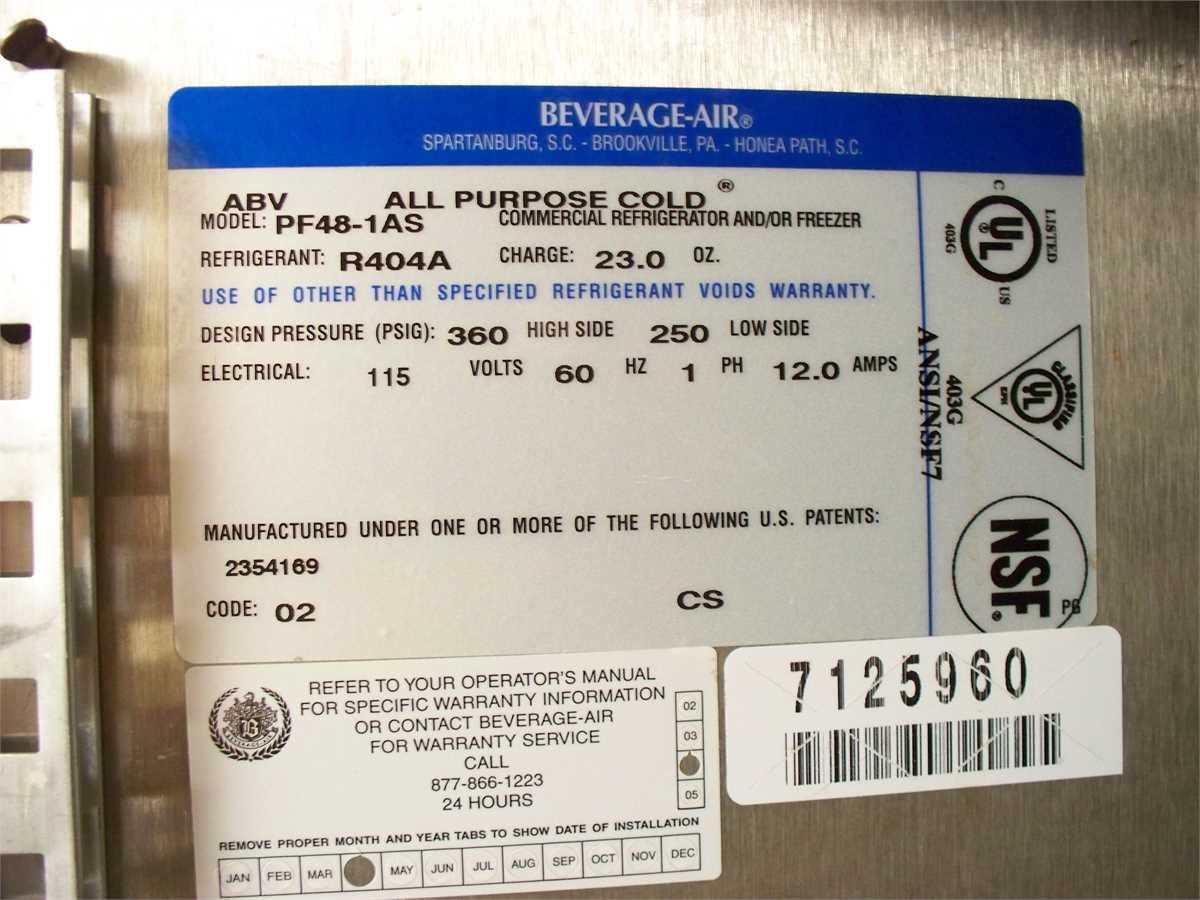 BEVERAGE-AIR®
SPARTANBURG, S.C. - BROOKVILLE, PA. - HONEA PATH, S.C.
ABV ALL PURPOSE COLD ®
MODEL: PF48-1AS COMMERCIAL REFRIGERATOR AND/OR FREEZER
REFRIGERANT: R404A CHARGE: 23.0 OZ.
USE OF OTHER THAN SPECIFIED REFRIGERANT VOIDS WARRANTY.
DESIGN PRESSURE (PSIG): 360 HIGH SIDE 250 LOW SIDE
ELECTRICAL: 115 VOLTS 60 HZ 1 PH 12.0 AMPS
MANUFACTURED UNDER ONE OR MORE OF THE FOLLOWING U.S. PATENTS:
2354169
CODE: 02 CS
C UL ® US
LISTED
403G
CLASSIFIED
UL
EPH
403G
ANSI/NSF7
NSF®
PG
REFER TO YOUR OPERATOR'S MANUAL
FOR SPECIFIC WARRANTY INFORMATION
OR CONTACT BEVERAGE-AIR
FOR WARRANTY SERVICE
CALL
877-866-1223
24 HOURS
B
BEVERAGE-AIR
02
03
05
REMOVE PROPER MONTH AND YEAR TABS TO SHOW DATE OF INSTALLATION
JAN FEB MAR MAY JUN JUL AUG SEP OCT NOV DEC
7125960